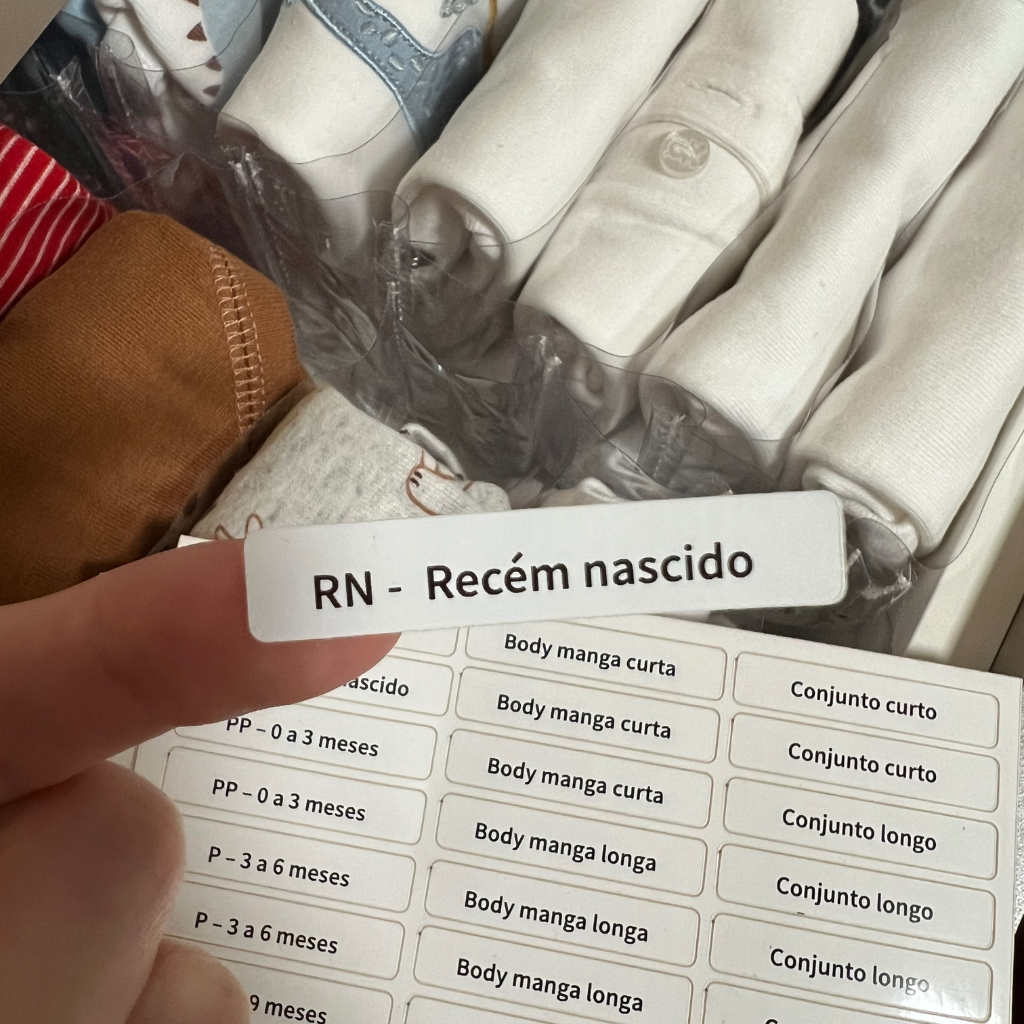 RN - Recém nascido
nascido
PP – 0 a 3 meses
PP – 0 a 3 meses
P – 3 a 6 meses
P – 3 a 6 meses
9 meses
Body manga curta
Body manga curta
Body manga curta
Body manga longa
Body manga longa
Body manga longa
Conjunto curto
Conjunto curto
Conjunto longo
Conjunto longo
Conjunto longo